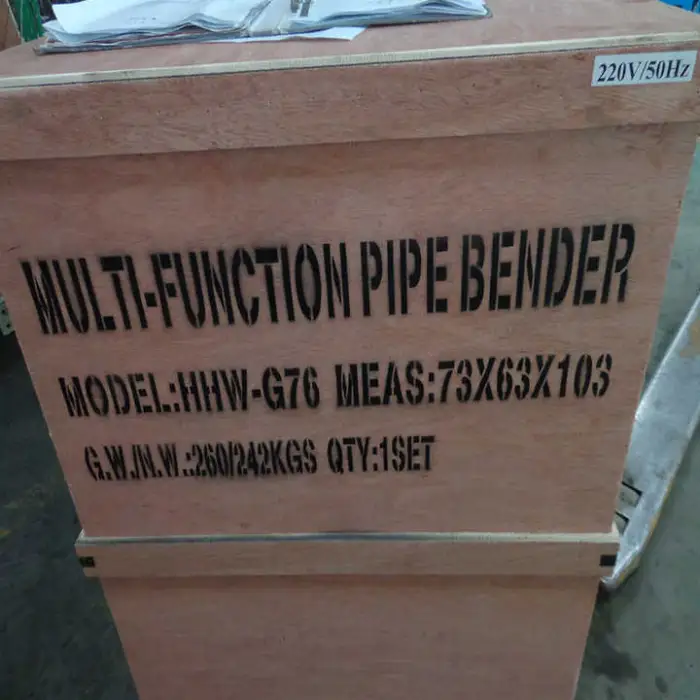 220V/50Hz
MULTI-FUNCTION PIPE BENDER
MODEL:HHW-G76 MEAS:73X63X103
G.W./N.W.:260/242KGS QTY:1SET